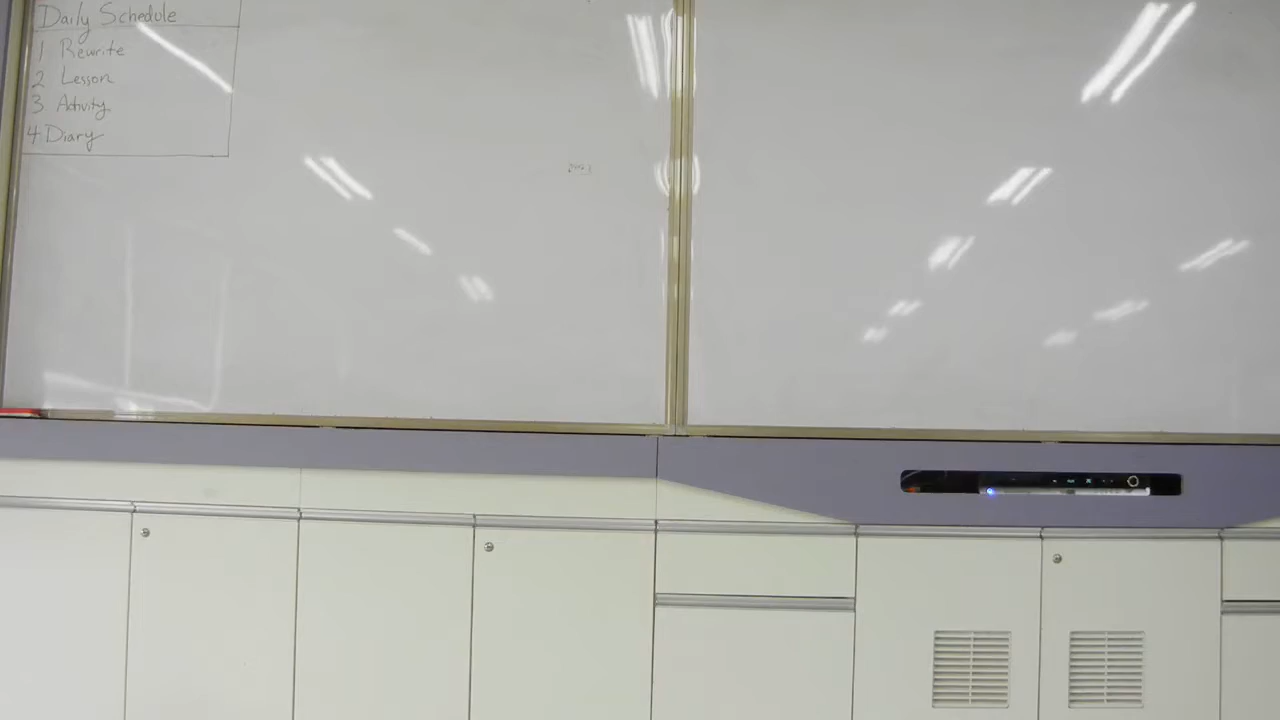 Daily Schedule
1 Rewrite
2 Lesson
3 Activity
4 Diary